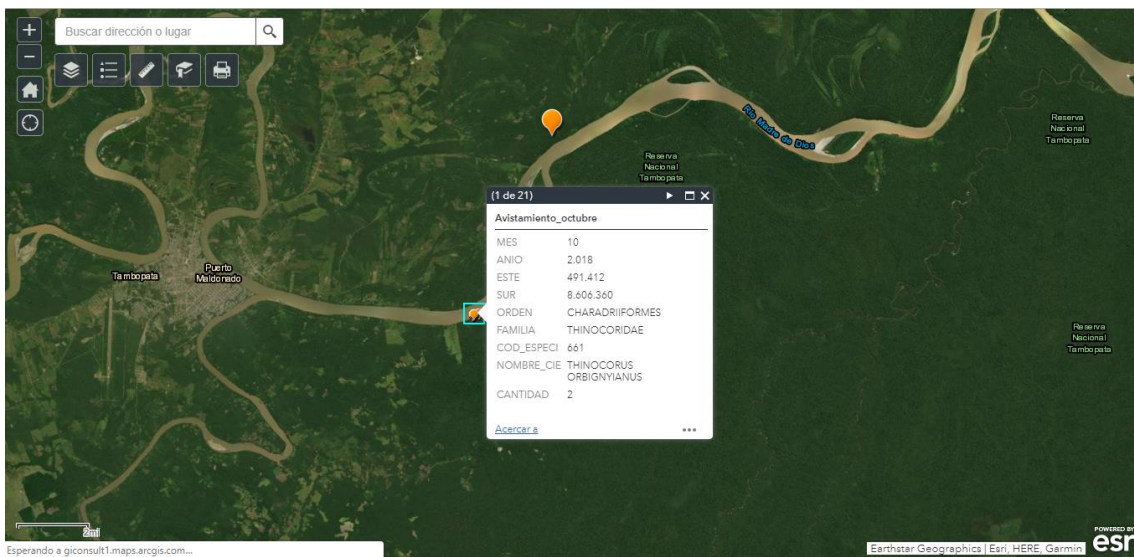 Buscar dirección o lugar
Río Madre de Dios
Reserva
Nacional
Tambopata
Reserva
Nacional
Tambopata
(1 de 21)
Avistamiento_octubre
MES 10
ANIO 2.018
ESTE 491.412
SUR 8.606.360
ORDEN CHARADRIIFORMES
FAMILIA THINOCORIDAE
COD_ESPECI 661
NOMBRE_CIE THINOCORUS
ORBIGNYIANUS
CANTIDAD 2
Acercar a
Tambopata
Puerto
Maldonado
Reserva
Nacional
Tambopata
2mi
Esperando a giconsult1.maps.arcgis.com...
Earthstar Geographics | Esri, HERE, Garmin
POWERED BY
esri